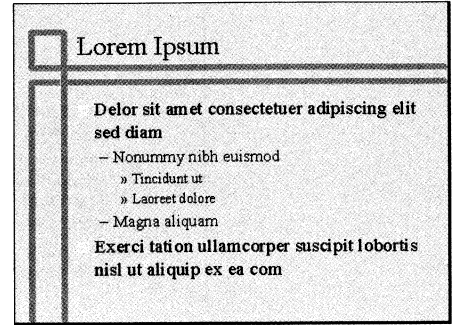 Lorem Ipsum
Delor sit amet consectetuer adipiscing elit
sed diam
– Nonummy nibh euismod
» Tincidunt ut
» Laoreet dolore
– Magna aliquam
Exerci tation ullamcorper suscipit lobortis
nisl ut aliquip ex ea com